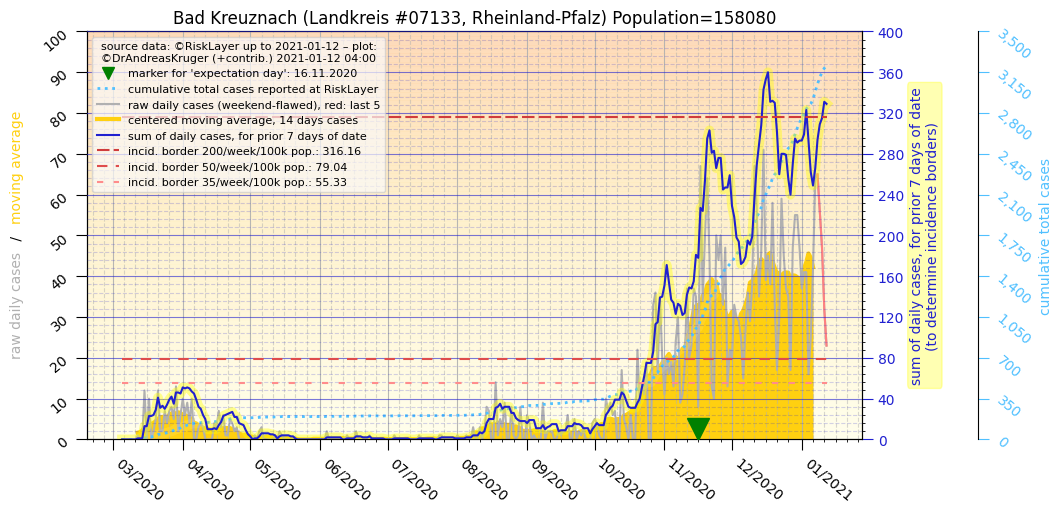 Bad Kreuznach (Landkreis #07133, Rheinland-Pfalz) Population=158080
source data: ©RiskLayer up to 2021-01-12 – plot:
©DrAndreasKruger (+contrib.) 2021-01-12 04:00
marker for 'expectation day': 16.11.2020
cumulative total cases reported at RiskLayer
raw daily cases (weekend-flawed), red: last 5
centered moving average, 14 days cases
sum of daily cases, for prior 7 days of date
incid. border 200/week/100k pop.: 316.16
incid. border 50/week/100k pop.: 79.04
incid. border 35/week/100k pop.: 55.33
raw daily cases / moving average
100
90
80
70
60
50
40
30
20
10
0
03/2020
04/2020
05/2020
06/2020
07/2020
08/2020
09/2020
10/2020
11/2020
12/2020
01/2021
400
360
320
280
240
200
160
120
80
40
0
sum of daily cases, for prior 7 days of date
(to determine incidence borders)
3,500
3,150
2,800
2,450
2,100
1,750
1,400
1,050
700
350
0
cumulative total cases